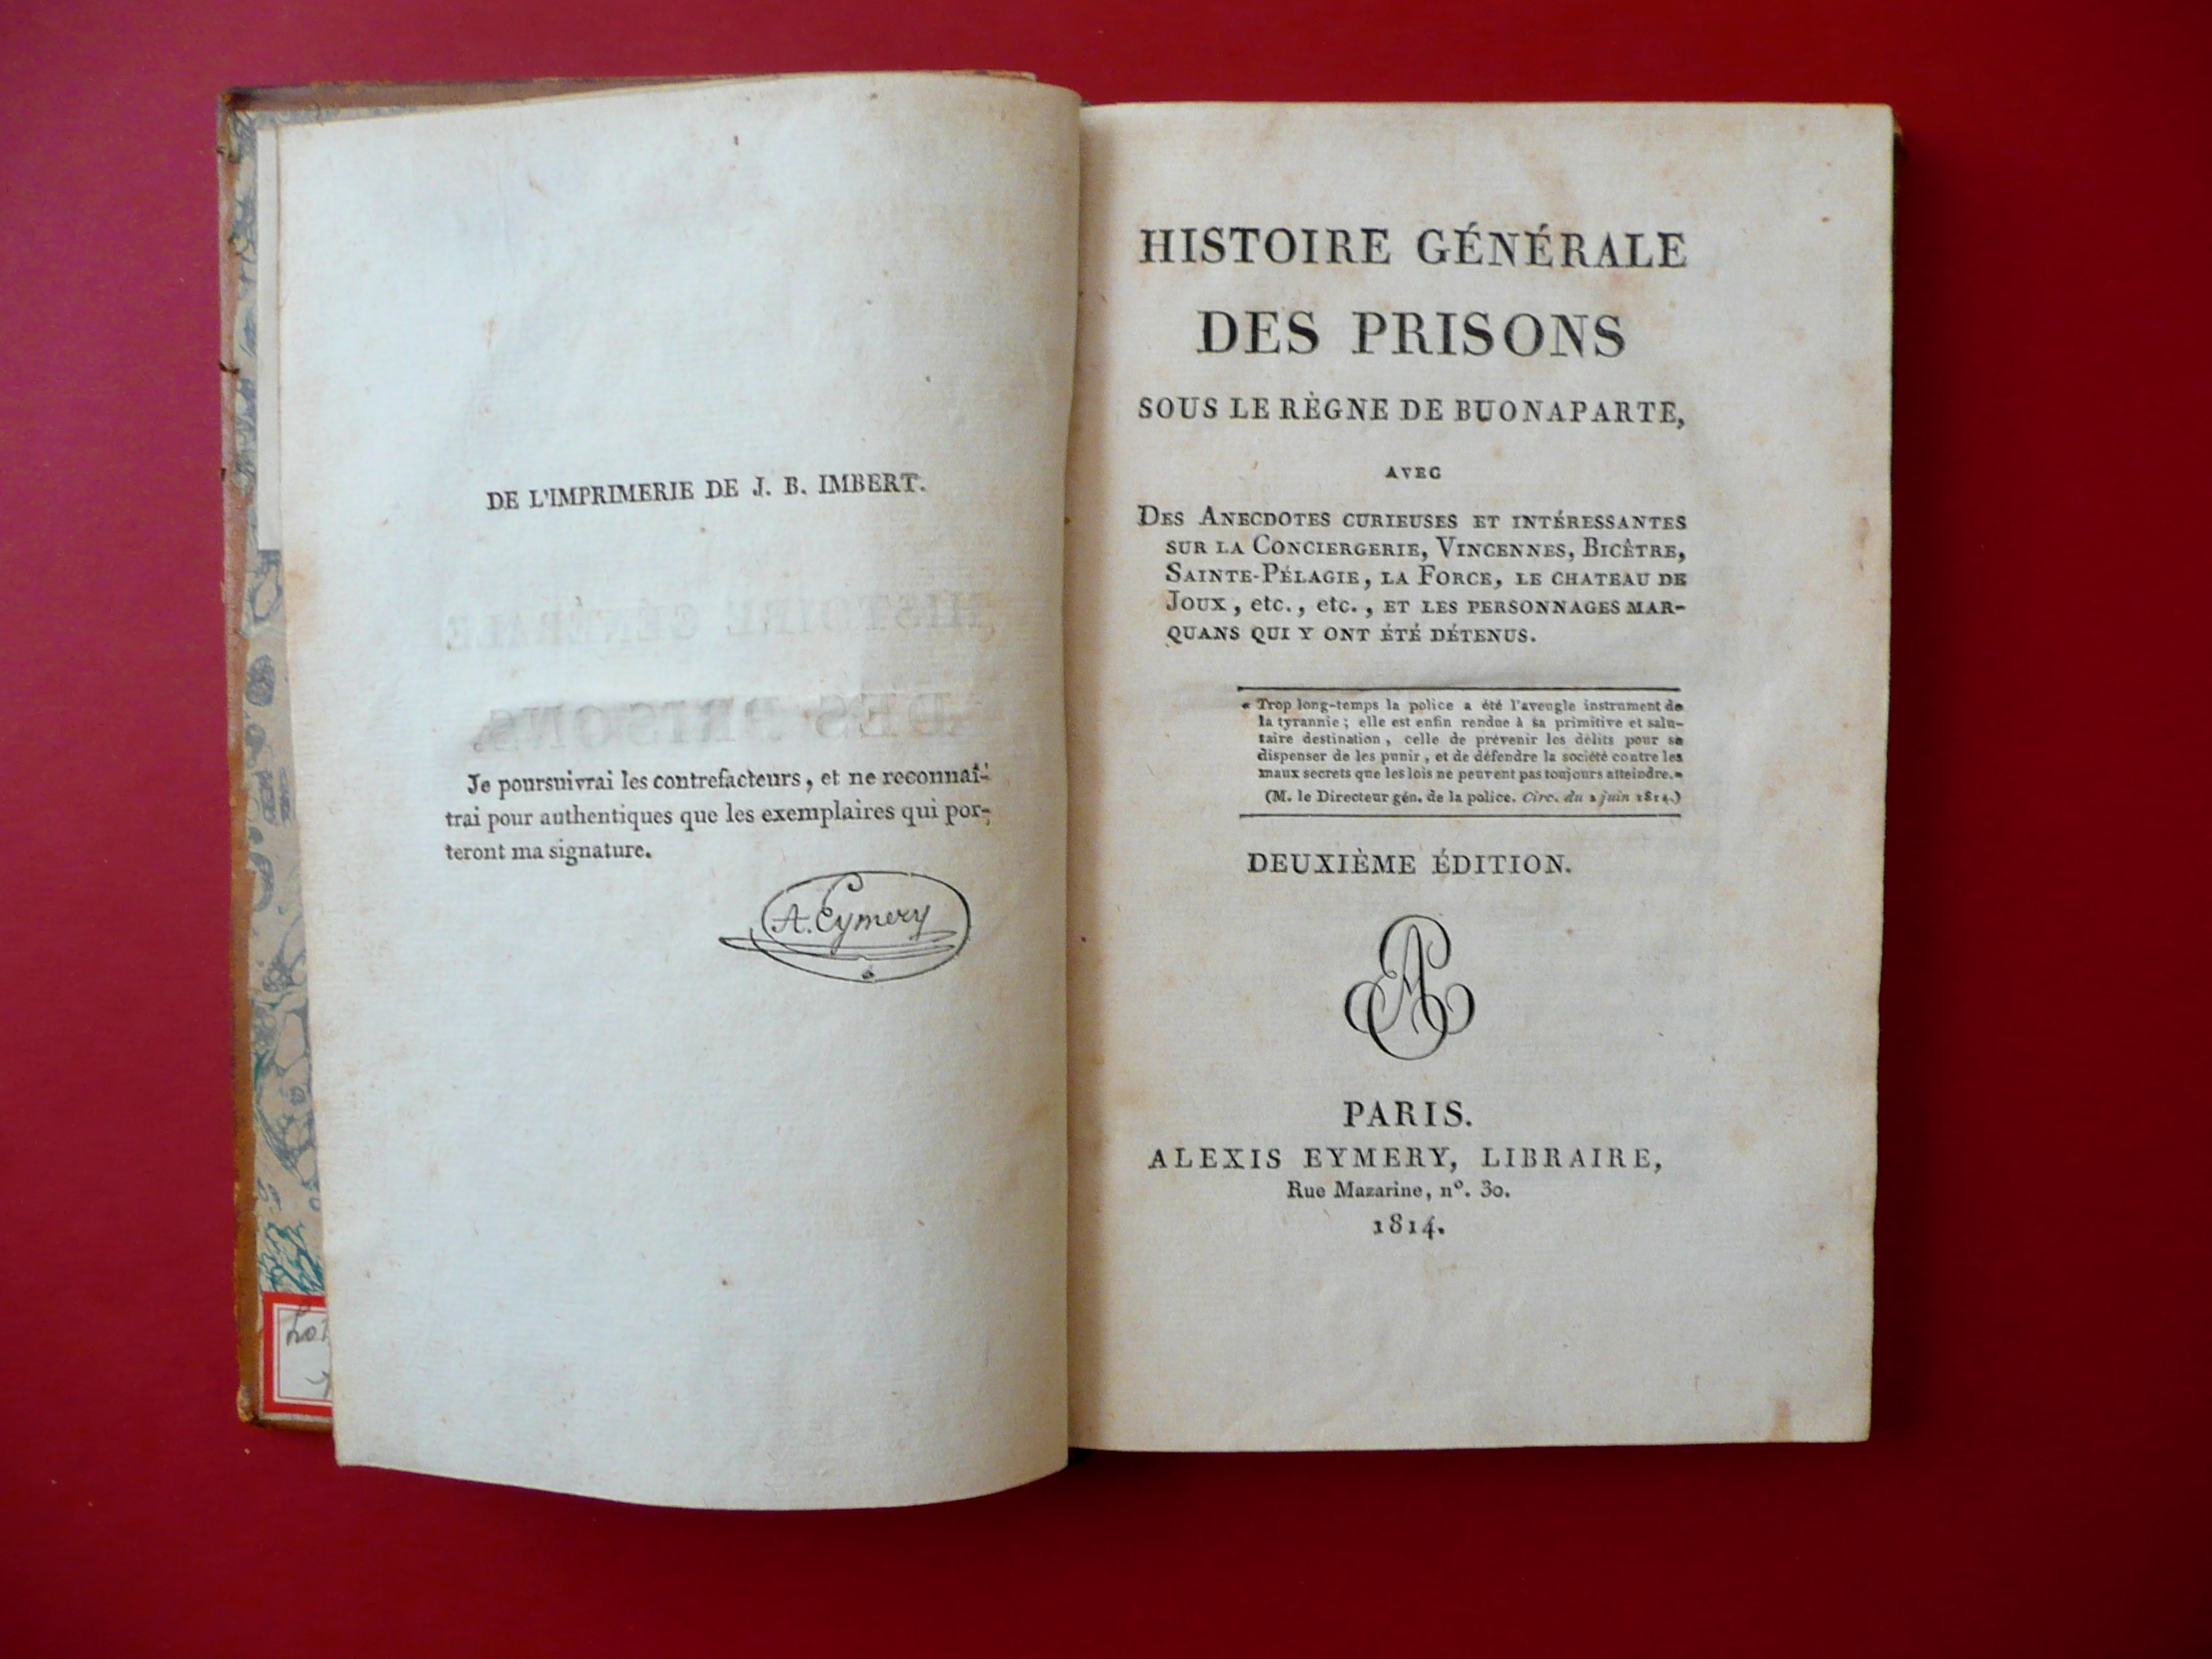 DE L'IMPRIMERIE DE J. B. IMBERT.
Je poursuivrai les contrefacteurs, et ne reconnaî-
trai pour authentiques que les exemplaires qui por-
teront ma signature.
A. Eymery
HISTOIRE GÉNÉRALE
DES PRISONS
SOUS LE RÈGNE DE BUONAPARTE,
AVEC
DES ANECDOTES CURIEUSES ET INTÉRESSANTES
SUR LA CONCIERGERIE, VINCENNES, BICÊTRE,
SAINTE-PÉLAGIE, LA FORCE, LE CHATEAU DE
JOUX, etc., etc., ET LES PERSONNAGES MAR-
QUANS QUI Y ONT ÉTÉ DÉTENUS.
« Trop long-temps la police a été l'aveugle instrument de
la tyrannie; elle est enfin rendue à sa primitive et salu-
taire destination, celle de prévenir les délits pour se
dispenser de les punir, et de défendre la société contre les
maux secrets que les lois ne peuvent pas toujours atteindre. »
(M. le Directeur gén. de la police. Circ. du juin 1814.)
DEUXIÈME ÉDITION.
AE
PARIS.
ALEXIS EYMERY, LIBRAIRE,
Rue Mazarine, nº. 30.
1814.